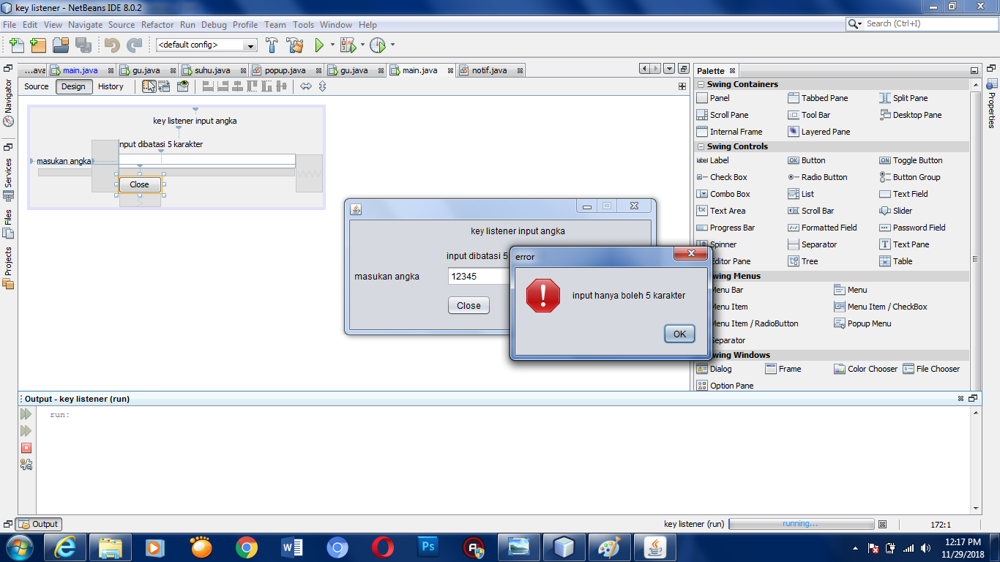 key listener - NetBeans IDE 8.0.2
File Edit View Navigate Source Refactor Run Debug Profile Team Tools Window Help
Search (Ctrl+I)
<default config>
...ava main.java gu.java suhu.java popup.java gu.java main.java notif.java
Source Design History
Navigator
Services
Files
Projects
key listener input angka
input dibatasi 5 karakter
masukan angka
Close
key listener input angka
input dibatasi 5
masukan angka 12345
Close
error
input hanya boleh 5 karakter
OK
Palette
Swing Containers
Panel Tabbed Pane Split Pane
Scroll Pane Tool Bar Desktop Pane
Internal Frame Layered Pane
Swing Controls
label Label OK Button ON Toggle Button
Check Box Radio Button Button Group
Combo Box List Text Field
Text Area Scroll Bar Slider
Progress Bar Formatted Field Password Field
Spinner Separator T Text Pane
Editor Pane Tree Table
wing Menus
Menu Bar Menu
Menu Item Menu Item / CheckBox
Menu Item / RadioButton Popup Menu
Separator
wing Windows
Dialog Frame Color Chooser File Chooser
Option Pane
Properties
Output - key listener (run)
run:
Output
key listener (run) running... 172:1
Ps
12:17 PM
11/29/2018